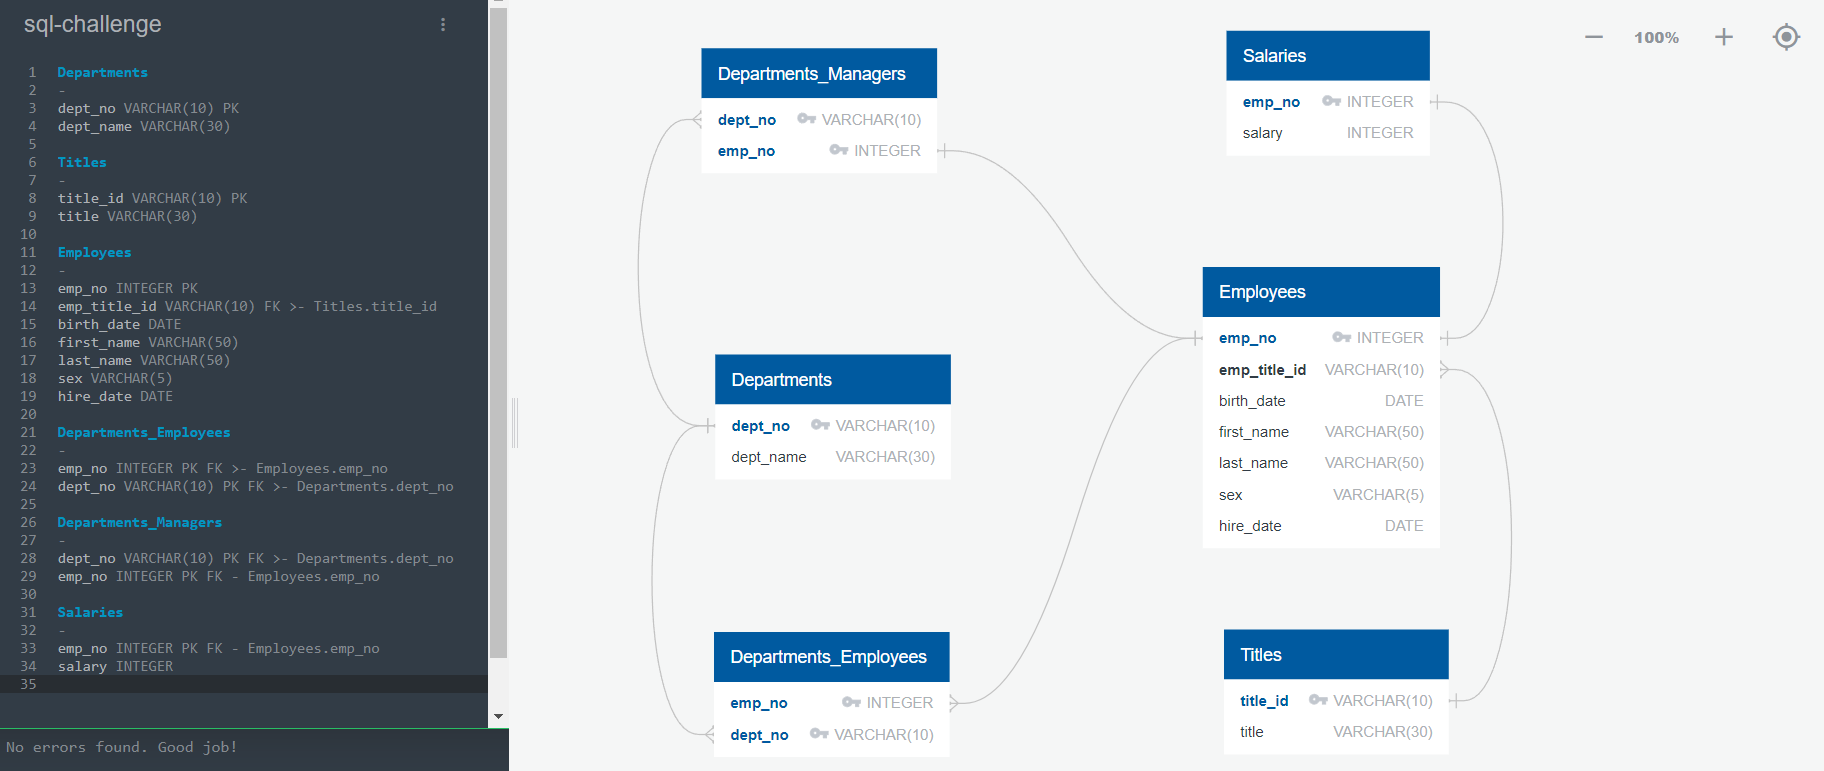 sql-challenge
1 Departments
2 -
3 dept_no VARCHAR(10) PK
4 dept_name VARCHAR(30)
5
6 Titles
7 -
8 title_id VARCHAR(10) PK
9 title VARCHAR(30)
10
11 Employees
12 -
13 emp_no INTEGER PK
14 emp_title_id VARCHAR(10) FK >- Titles.title_id
15 birth_date DATE
16 first_name VARCHAR(50)
17 last_name VARCHAR(50)
18 sex VARCHAR(5)
19 hire_date DATE
20
21 Departments_Employees
22 -
23 emp_no INTEGER PK FK >- Employees.emp_no
24 dept_no VARCHAR(10) PK FK >- Departments.dept_no
25
26 Departments_Managers
27 -
28 dept_no VARCHAR(10) PK FK >- Departments.dept_no
29 emp_no INTEGER PK FK - Employees.emp_no
30
31 Salaries
32 -
33 emp_no INTEGER PK FK - Employees.emp_no
34 salary INTEGER
35
No errors found. Good job!
Departments_Managers
dept_no VARCHAR(10)
emp_no INTEGER
Departments
dept_no VARCHAR(10)
dept_name VARCHAR(30)
Departments_Employees
emp_no INTEGER
dept_no VARCHAR(10)
Salaries
emp_no INTEGER
salary INTEGER
Employees
emp_no INTEGER
emp_title_id VARCHAR(10)
birth_date DATE
first_name VARCHAR(50)
last_name VARCHAR(50)
sex VARCHAR(5)
hire_date DATE
Titles
title_id VARCHAR(10)
title VARCHAR(30)
100%